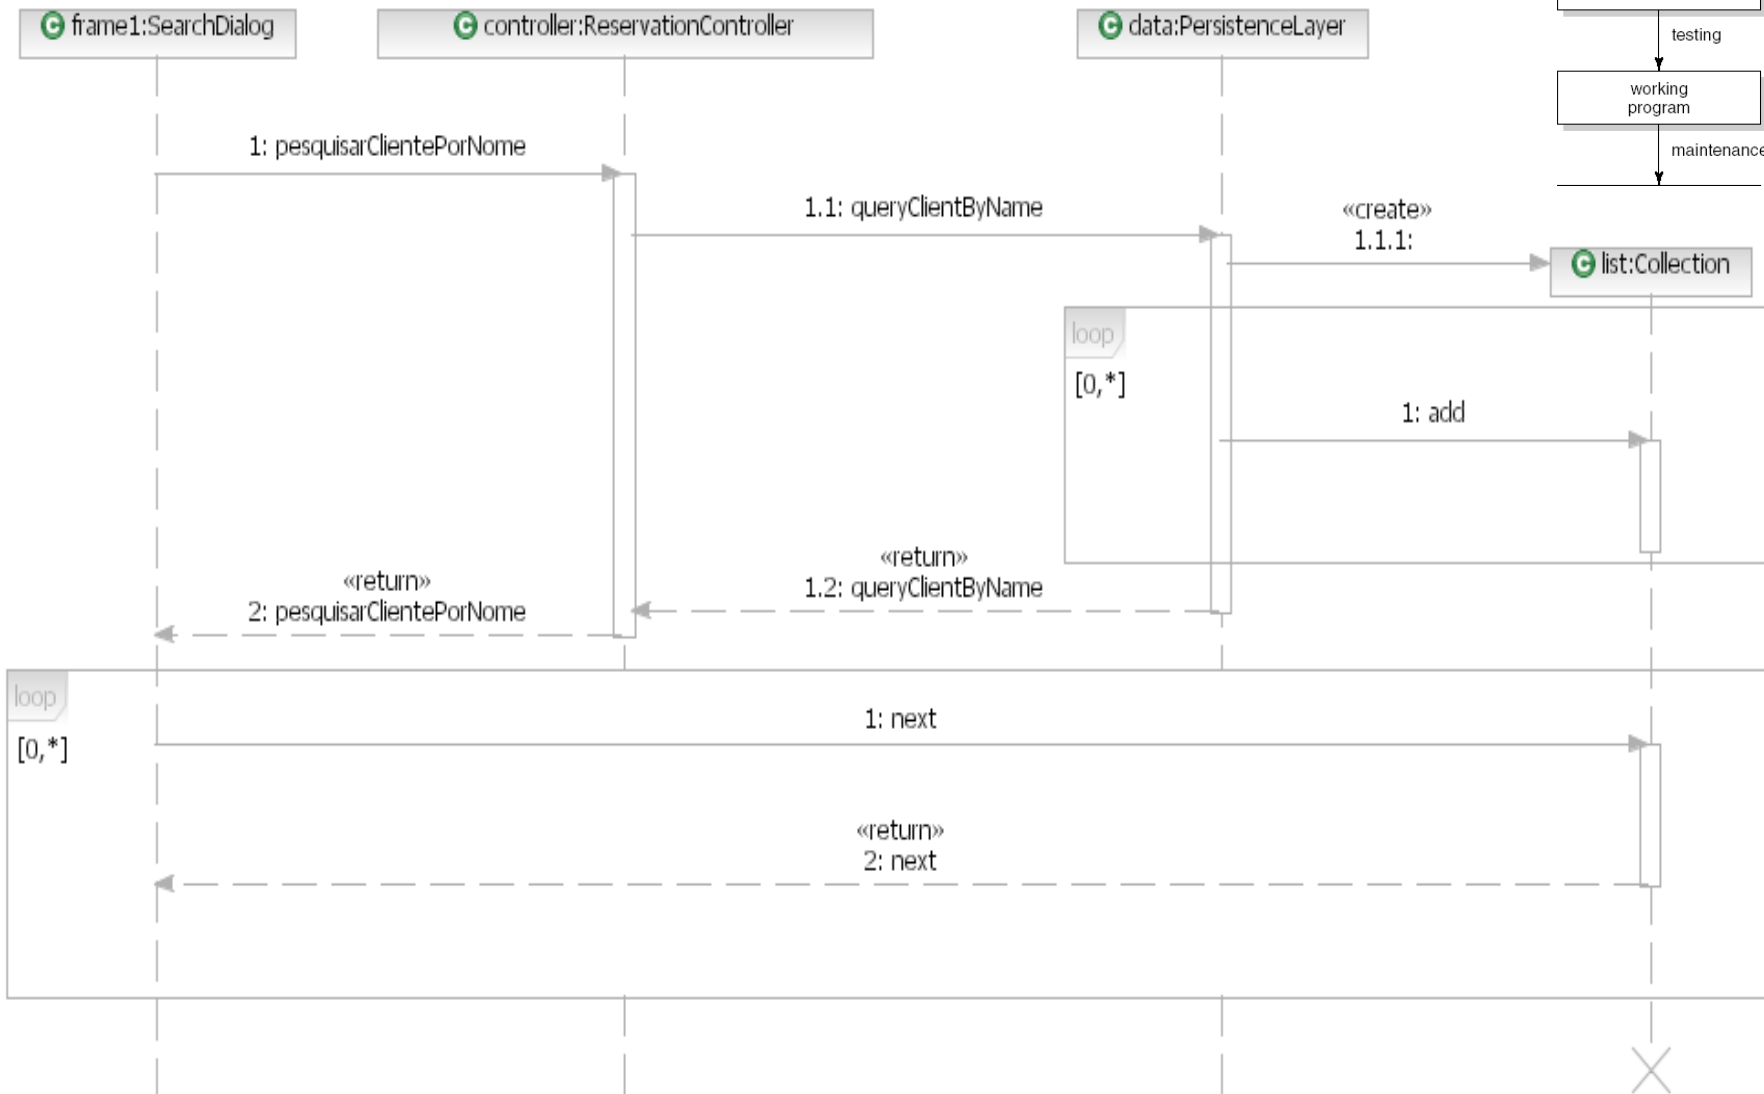 frame1:SearchDialog
controller:ReservationController
data:PersistenceLayer
testing
working
program
maintenance
1: pesquisarClientePorNome
1.1: queryClientByName
«create»
1.1.1:
list:Collection
loop
[0,*]
1: add
«return»
1.2: queryClientByName
«return»
2: pesquisarClientePorNome
loop
[0,*]
1: next
«return»
2: next